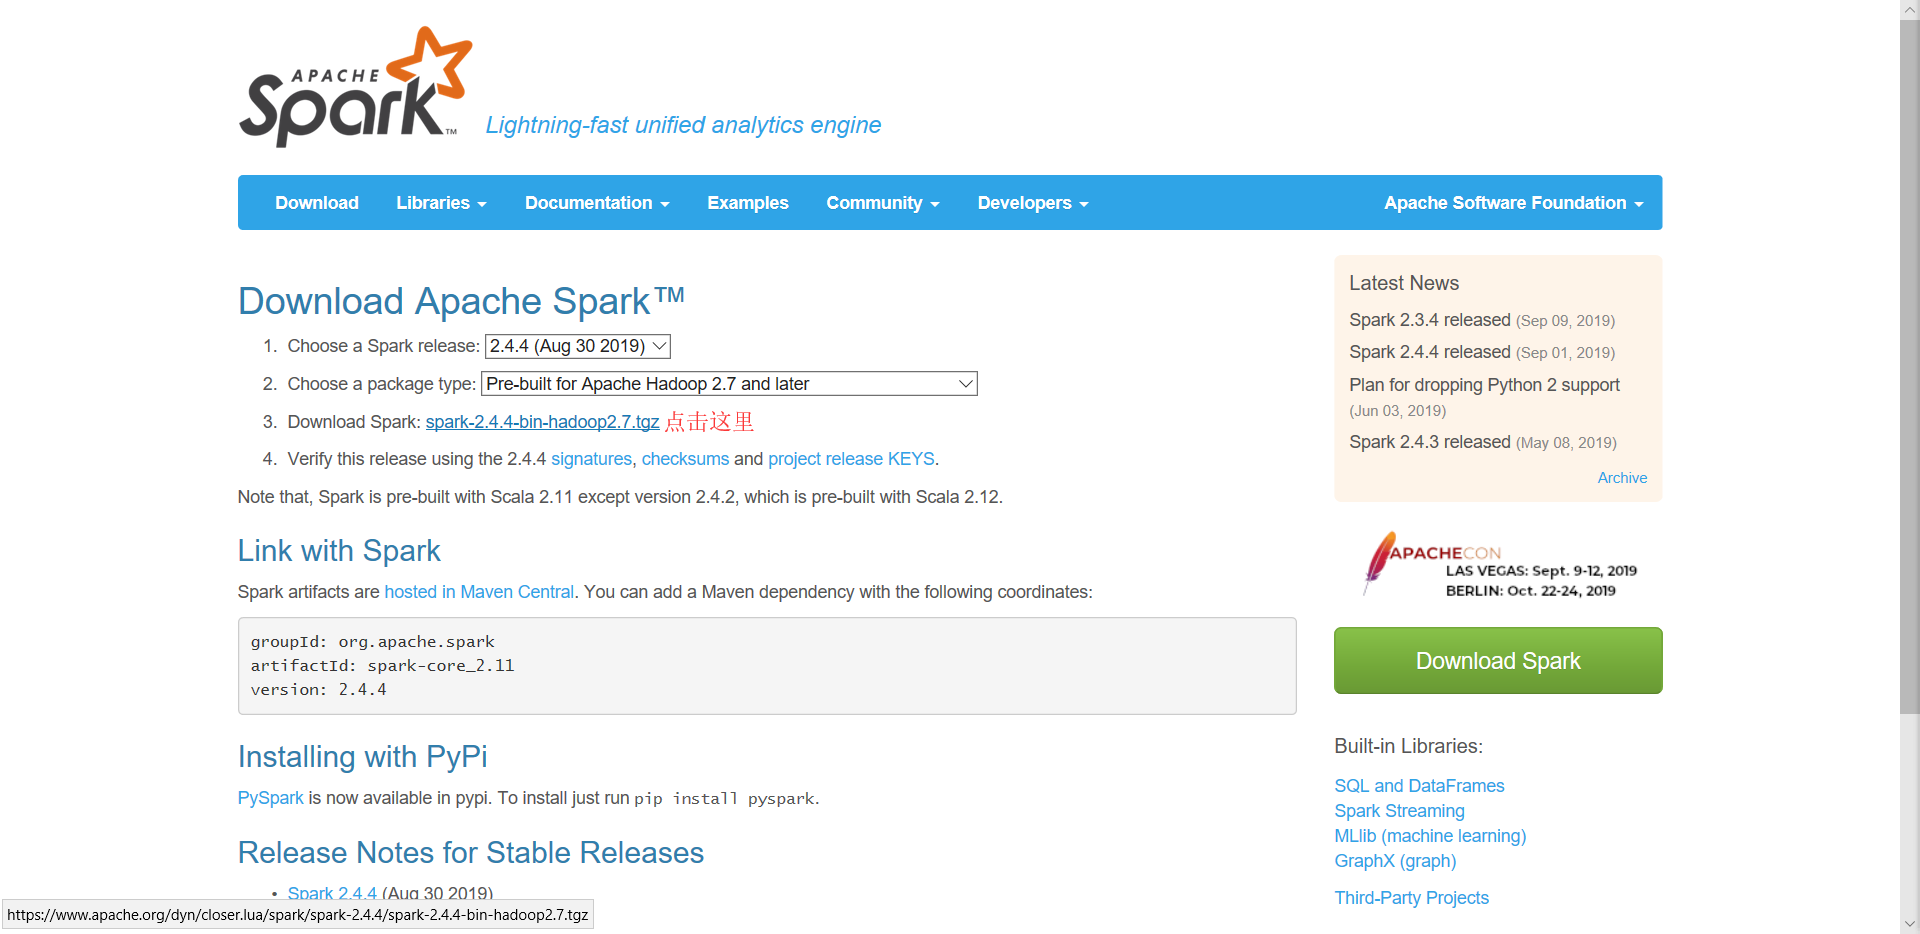 APACHE
Spark™
Lightning-fast unified analytics engine
Download Libraries Documentation Examples Community Developers Apache Software Foundation
Download Apache Spark™
1. Choose a Spark release: 2.4.4 (Aug 30 2019)
2. Choose a package type: Pre-built for Apache Hadoop 2.7 and later
3. Download Spark: spark-2.4.4-bin-hadoop2.7.tgz 点击这里
4. Verify this release using the 2.4.4 signatures, checksums and project release KEYS.
Note that, Spark is pre-built with Scala 2.11 except version 2.4.2, which is pre-built with Scala 2.12.
Link with Spark
Spark artifacts are hosted in Maven Central. You can add a Maven dependency with the following coordinates:
groupId: org.apache.spark
artifactId: spark-core_2.11
version: 2.4.4
Installing with PyPi
PySpark is now available in pypi. To install just run pip install pyspark.
Release Notes for Stable Releases
• Spark 2.4.4 (Aug 30 2019)
https://www.apache.org/dyn/closer.lua/spark/spark-2.4.4/spark-2.4.4-bin-hadoop2.7.tgz
Latest News
Spark 2.3.4 released (Sep 09, 2019)
Spark 2.4.4 released (Sep 01, 2019)
Plan for dropping Python 2 support
(Jun 03, 2019)
Spark 2.4.3 released (May 08, 2019)
Archive
APACHECON
LAS VEGAS: Sept. 9-12, 2019
BERLIN: Oct. 22-24, 2019
Download Spark
Built-in Libraries:
SQL and DataFrames
Spark Streaming
MLlib (machine learning)
GraphX (graph)
Third-Party Projects